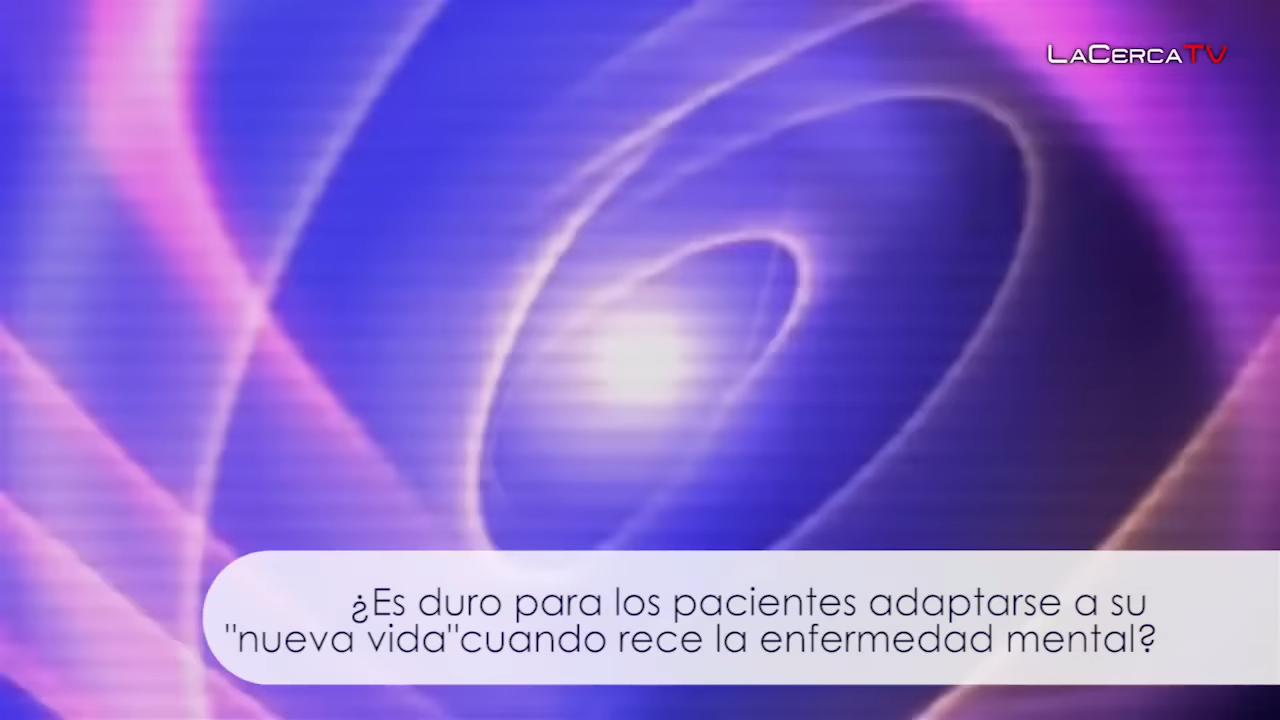 LaCercaTV
¿Es duro para los pacientes adaptarse a su
"nueva vida"cuando rece la enfermedad mental?